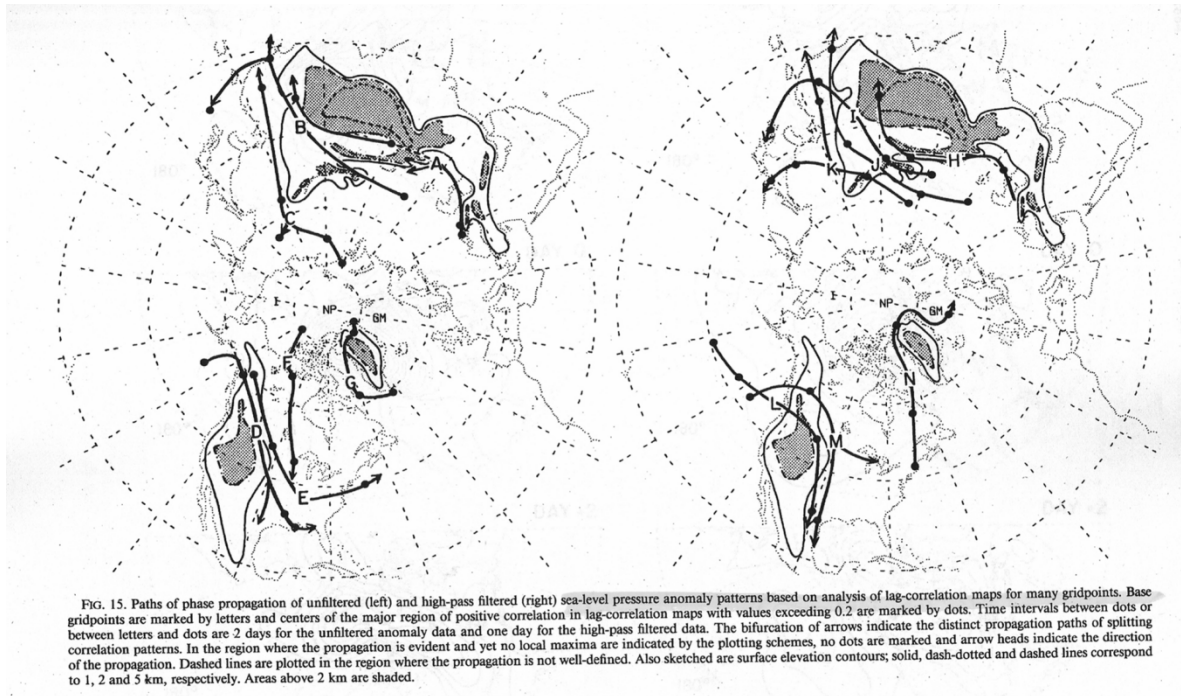 180°
B
A
C
I
NP
GM
F
G
D
E
I
J
K
H
I
NP
GM
N
L
M
DAY -2
FIG. 15. Paths of phase propagation of unfiltered (left) and high-pass filtered (right) sea-level pressure anomaly patterns based on analysis of lag-correlation maps for many gridpoints. Base
gridpoints are marked by letters and centers of the major region of positive correlation in lag-correlation maps with values exceeding 0.2 are marked by dots. Time intervals between dots or
between letters and dots are 2 days for the unfiltered anomaly data and one day for the high-pass filtered data. The bifurcation of arrows indicate the distinct propagation paths of splitting
correlation patterns. In the region where the propagation is evident and yet no local maxima are indicated by the plotting schemes, no dots are marked and arrow heads indicate the direction
of the propagation. Dashed lines are plotted in the region where the propagation is not well-defined. Also sketched are surface elevation contours; solid, dash-dotted and dashed lines correspond
to 1, 2 and 5 km, respectively. Areas above 2 km are shaded.